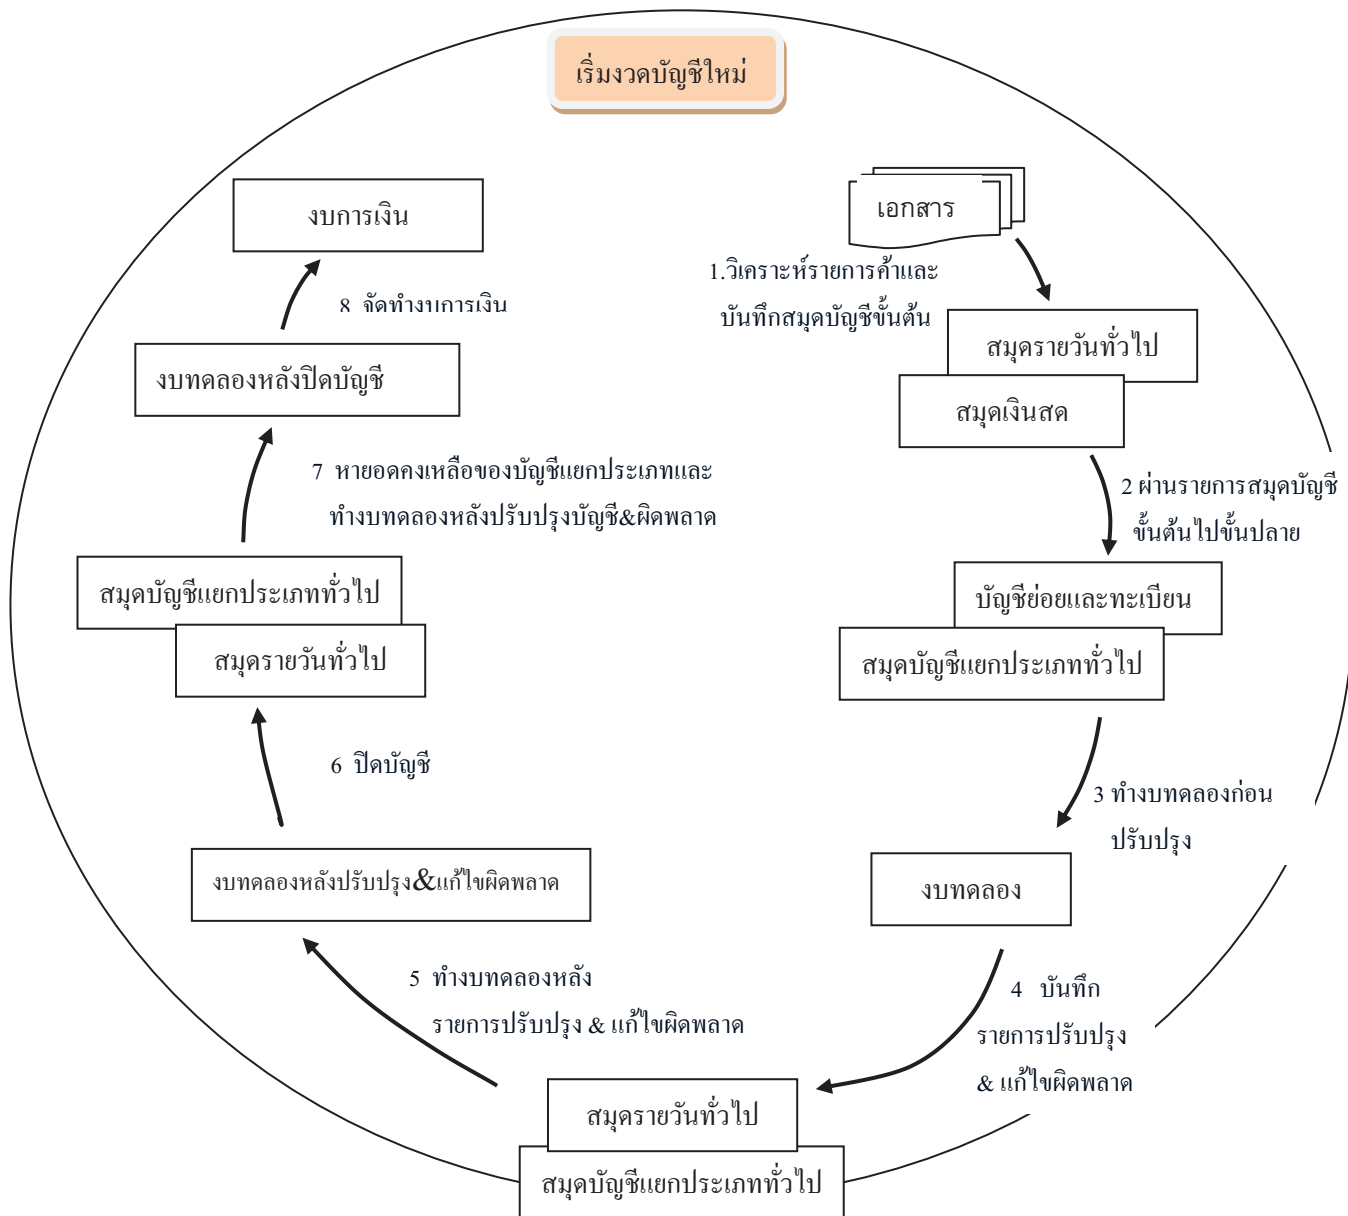 เริ่มงวดบัญชีใหม่
เอกสาร
1.วิเคราะห์รายการค้าและ
บันทึกสมุดบัญชีขั้นต้น
สมุดรายวันทั่วไป
สมุดเงินสด
2 ผ่านรายการสมุดบัญชี
ขั้นต้นไปขั้นปลาย
บัญชีย่อยและทะเบียน
สมุดบัญชีแยกประเภททั่วไป
3 ทำงบทดลองก่อน
ปรับปรุง
งบทดลอง
4 บันทึก
รายการปรับปรุง
& แก้ไขผิดพลาด
สมุดรายวันทั่วไป
สมุดบัญชีแยกประเภททั่วไป
5 ทำงบทดลองหลัง
รายการปรับปรุง & แก้ไขผิดพลาด
งบทดลองหลังปรับปรุง&แก้ไขผิดพลาด
6 ปิดบัญชี
สมุดบัญชีแยกประเภททั่วไป
สมุดรายวันทั่วไป
7 หายอดคงเหลือของบัญชีแยกประเภทและ
ทำงบทดลองหลังปรับปรุงบัญชี&ผิดพลาด
งบทดลองหลังปิดบัญชี
8 จัดทำงบการเงิน
งบการเงิน